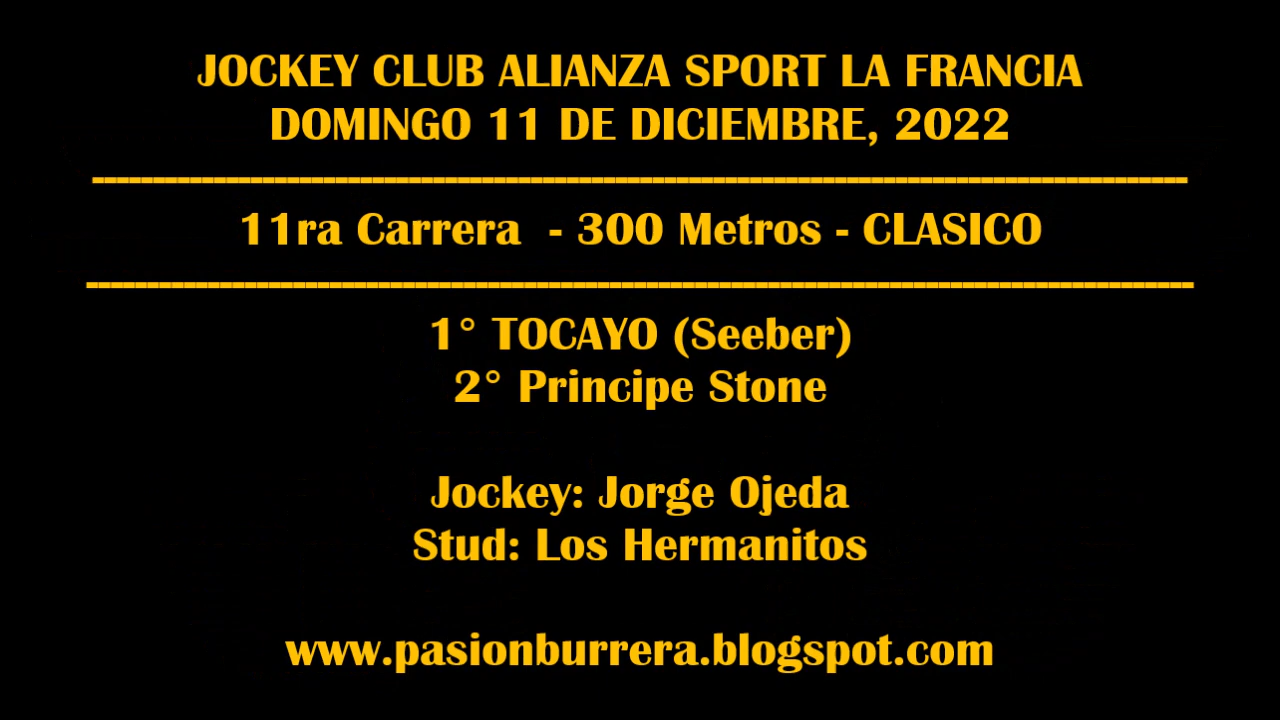 JOCKEY CLUB ALIANZA SPORT LA FRANCIA
DOMINGO 11 DE DICIEMBRE, 2022
11ra Carrera - 300 Metros - CLASICO
1° TOCAYO (Seeber)
2° Principe Stone
Jockey: Jorge Ojeda
Stud: Los Hermanitos
www.pasionburrera.blogspot.com